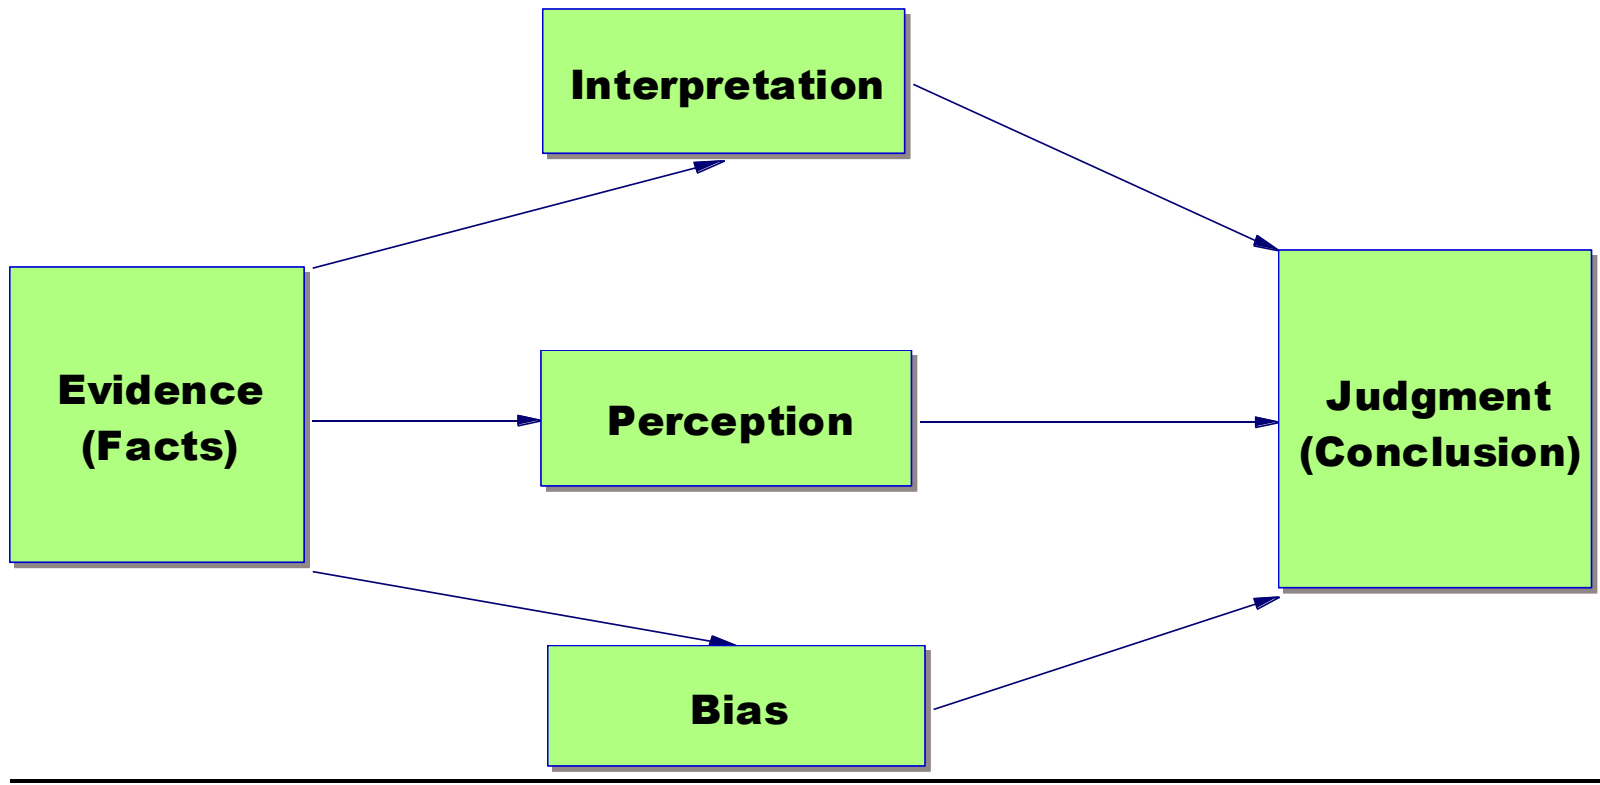 Interpretation
Evidence
(Facts)
Perception
Judgment
(Conclusion)
Bias